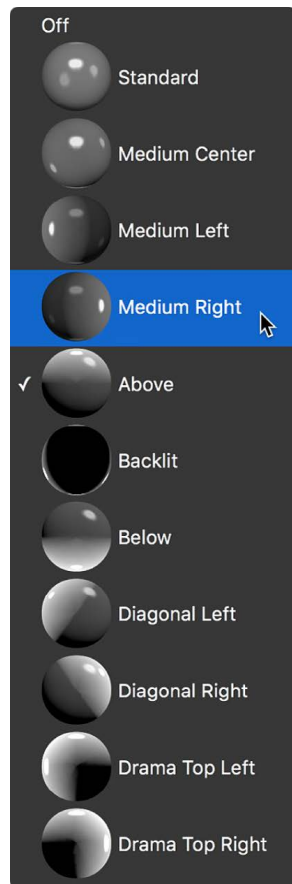 Off
Standard
Medium Center
Medium Left
Medium Right
✓ Above
Backlit
Below
Diagonal Left
Diagonal Right
Drama Top Left
Drama Top Right